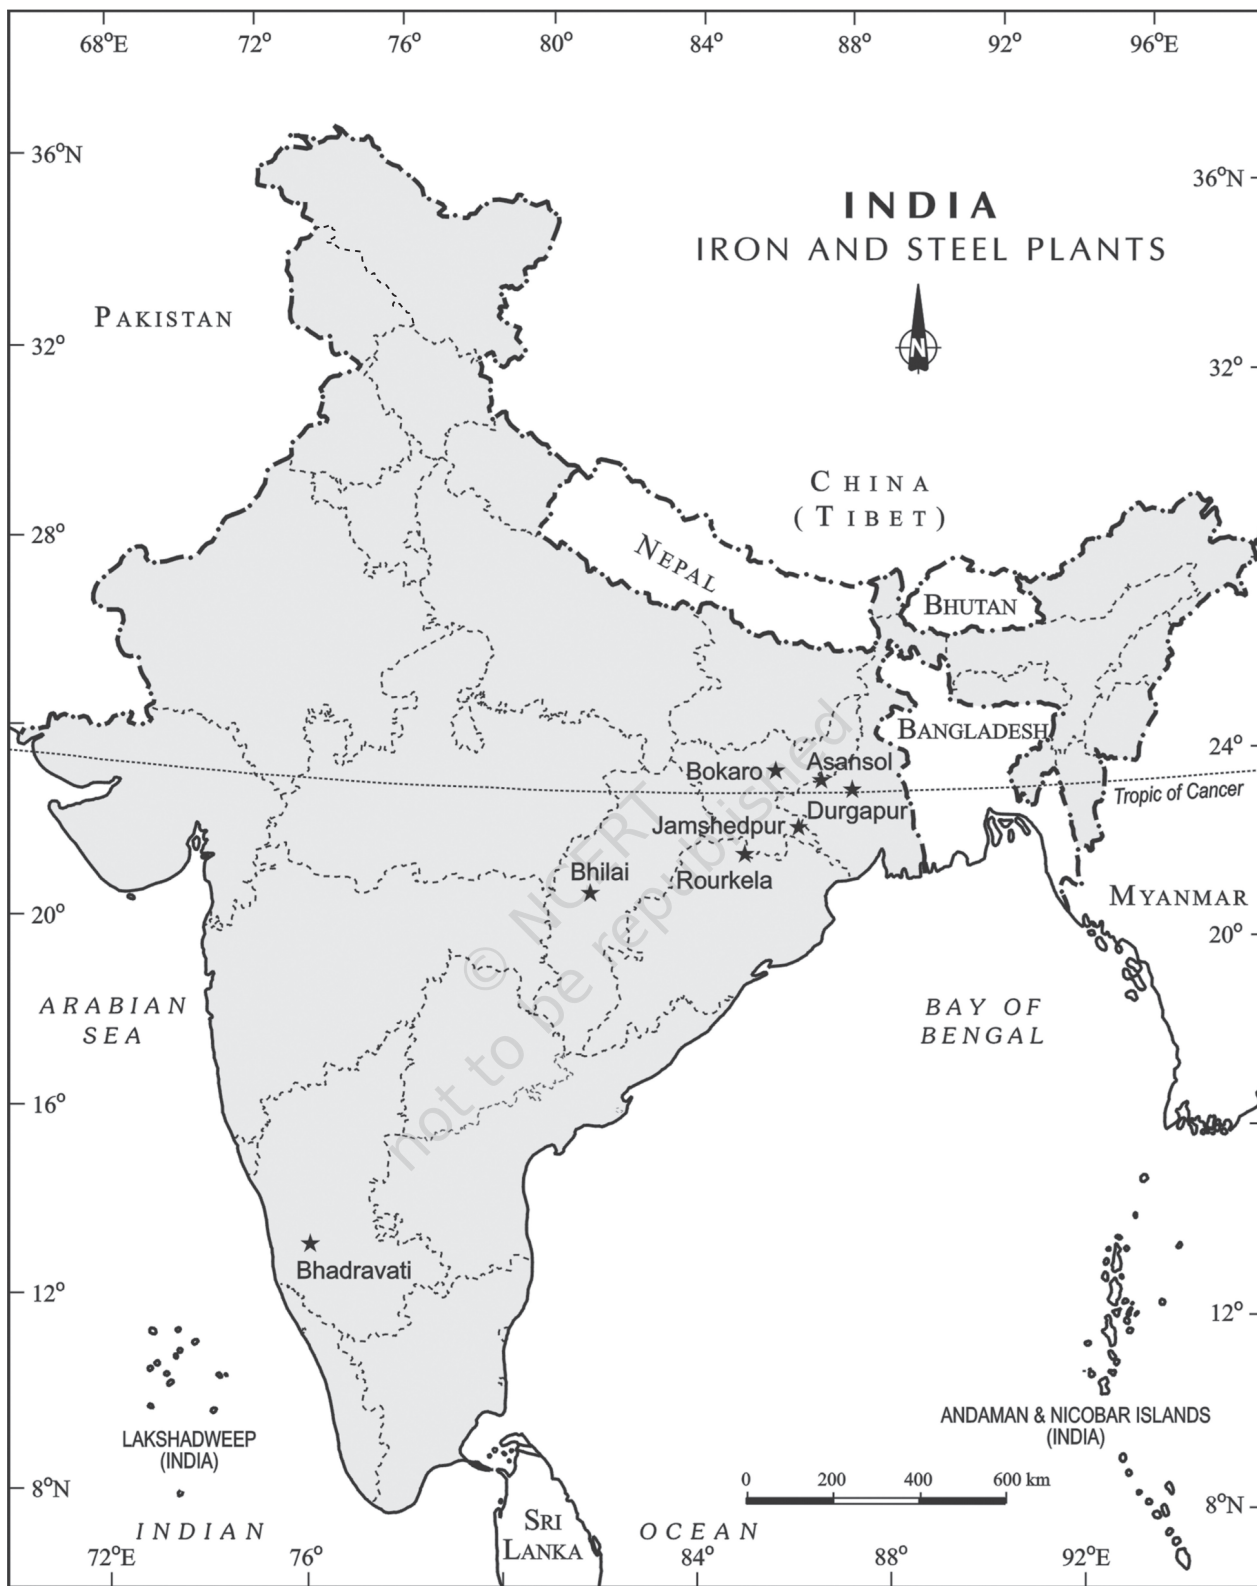 68°E 72° 76° 80° 84° 88° 92° 96°E
36°N
36°N
INDIA
IRON AND STEEL PLANTS
N
PAKISTAN
32°
32°
CHINA
(TIBET)
28°
NEPAL
BHUTAN
BANGLADESH
24°
Asansol
Bokaro
Tropic of Cancer
Durgapur
Jamshedpur
Bhilai
Rourkela
MYANMAR
20°
20°
© NCERT
not to be republished
ARABIAN
SEA
BAY OF
BENGAL
16°
Bhadravati
12°
12°
ANDAMAN & NICOBAR ISLANDS
(INDIA)
LAKSHADWEEP
(INDIA)
0 200 400 600 km
8°N
8°N
SRI
LANKA
INDIAN OCEAN
72°E 76° 84° 88° 92°E